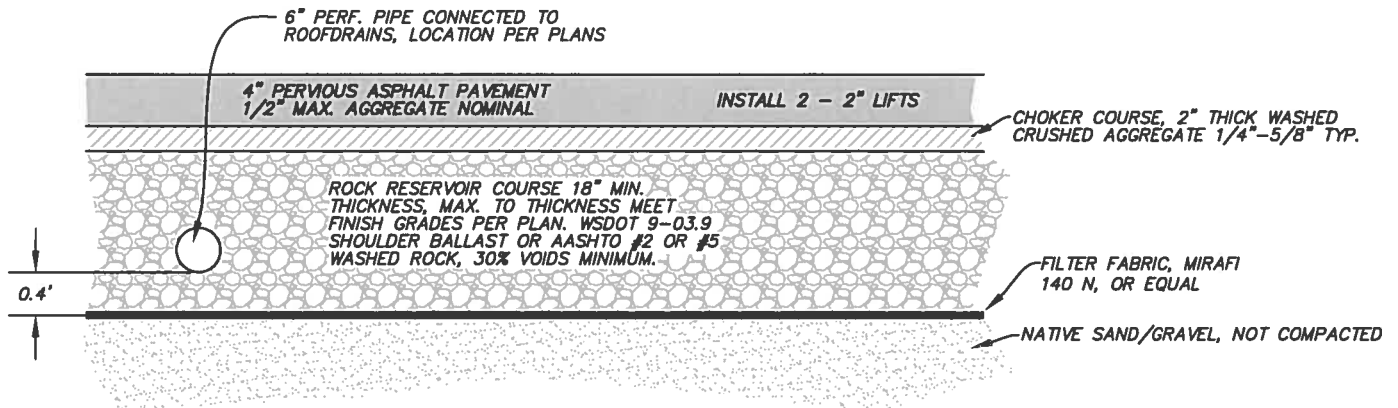 6" PERF. PIPE CONNECTED TO
ROOFDRAINS, LOCATION PER PLANS
4" PERVIOUS ASPHALT PAVEMENT
1/2" MAX. AGGREGATE NOMINAL
INSTALL 2 - 2" LIFTS
CHOKER COURSE, 2" THICK WASHED
CRUSHED AGGREGATE 1/4"-5/8" TYP.
ROCK RESERVOIR COURSE 18" MIN.
THICKNESS, MAX. TO THICKNESS MEET
FINISH GRADES PER PLAN. WSDOT 9-03.9
SHOULDER BALLAST OR AASHTO #2 OR #5
WASHED ROCK, 30% VOIDS MINIMUM.
0.4'
FILTER FABRIC, MIRAFI
140 N, OR EQUAL
NATIVE SAND/GRAVEL, NOT COMPACTED